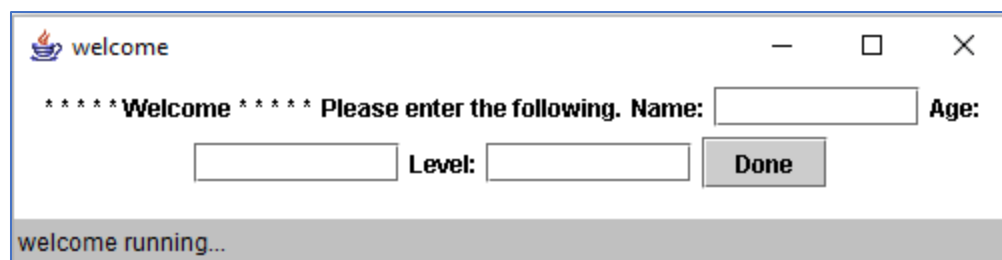 welcome
* * * * * Welcome * * * * * Please enter the following. Name: Age:
Level: Done
welcome running...